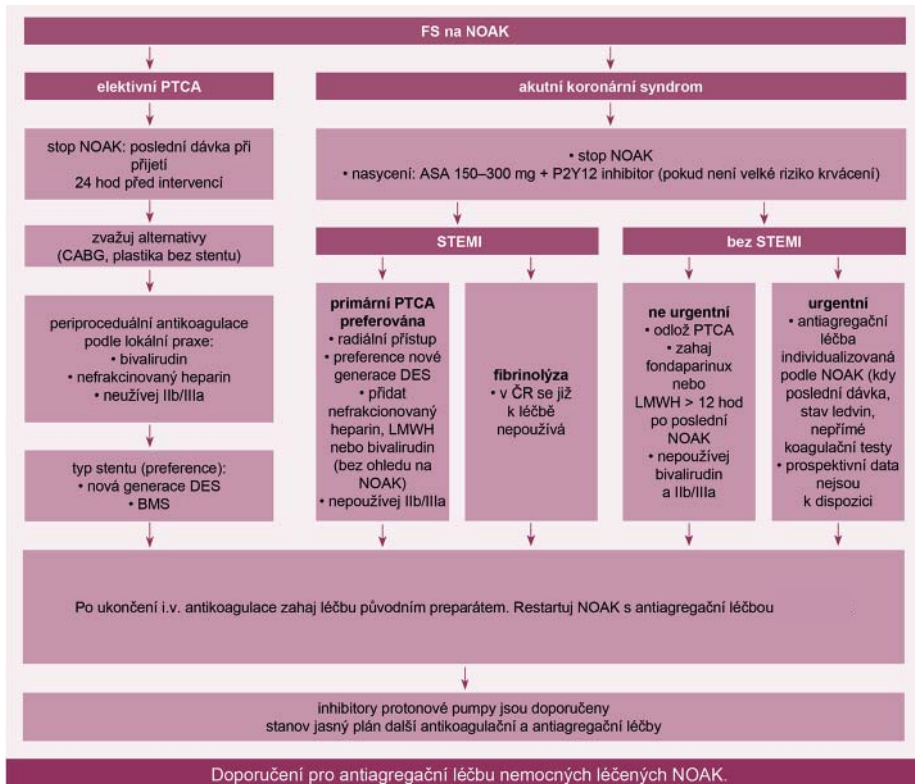 FS na NOAK
elektivní PTCA
akutní koronární syndrom
stop NOAK: poslední dávka při
přijetí
24 hod před intervencí
• stop NOAK
• nasycení: ASA 150–300 mg + P2Y12 inhibitor (pokud není velké riziko krvácení)
zvažuj alternativy
(CABG, plastika bez stentu)
STEMI
bez STEMI
periproceduální antikoagulace
podle lokální praxe:
• bivalirudin
• nefrakcinovaný heparin
• neužívej IIb/IIIa
primární PTCA
preferována
• radiální přístup
• preference nové
generace DES
• přidat
nefrakcionovaný
heparin, LMWH
nebo bivalirudin
(bez ohledu na
NOAK)
• nepoužívej IIb/IIIa
fibrinolýza
• v ČR se již
k léčbě
nepoužívá
ne urgentní
• odlož PTCA
• zahaj
fondaparinux
nebo
LMWH > 12 hod
po poslední
NOAK
• nepoužívej
bivalirudin
a IIb/IIIa
urgentní
• antiagregační
léčba
individualizovaná
podle NOAK (kdy
poslední dávka,
stav ledvin,
nepřímé
koagulační testy
• prospektivní data
nejsou
k dispozici
typ stentu (preference):
• nová generace DES
• BMS
Po ukončení i.v. antikoagulace zahaj léčbu původním preparátem. Restartuj NOAK s antiagregační léčbou
inhibitory protonové pumpy jsou doporučeny
stanov jasný plán další antikoagulační a antiagregační léčby
Doporučení pro antiagregační léčbu nemocných léčených NOAK.